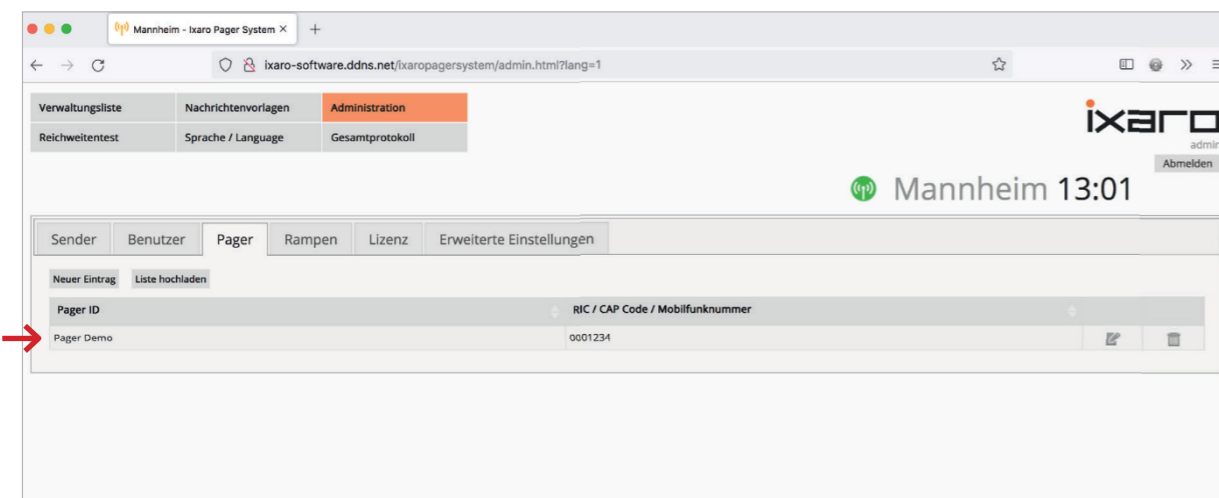 Mannheim - Ixaro Pager System × +
ixaro-software.ddns.net/ixaropagersystem/admin.html?lang=1
Verwaltungsliste Nachrichtenvorlagen Administration
Reichweitentest Sprache / Language Gesamtprotokoll
ixaro
admin
Abmelden
Mannheim 13:01
Sender Benutzer Pager Rampen Lizenz Erweiterte Einstellungen
Neuer Eintrag Liste hochladen
Pager ID RIC / CAP Code / Mobilfunknummer
Pager Demo 0001234